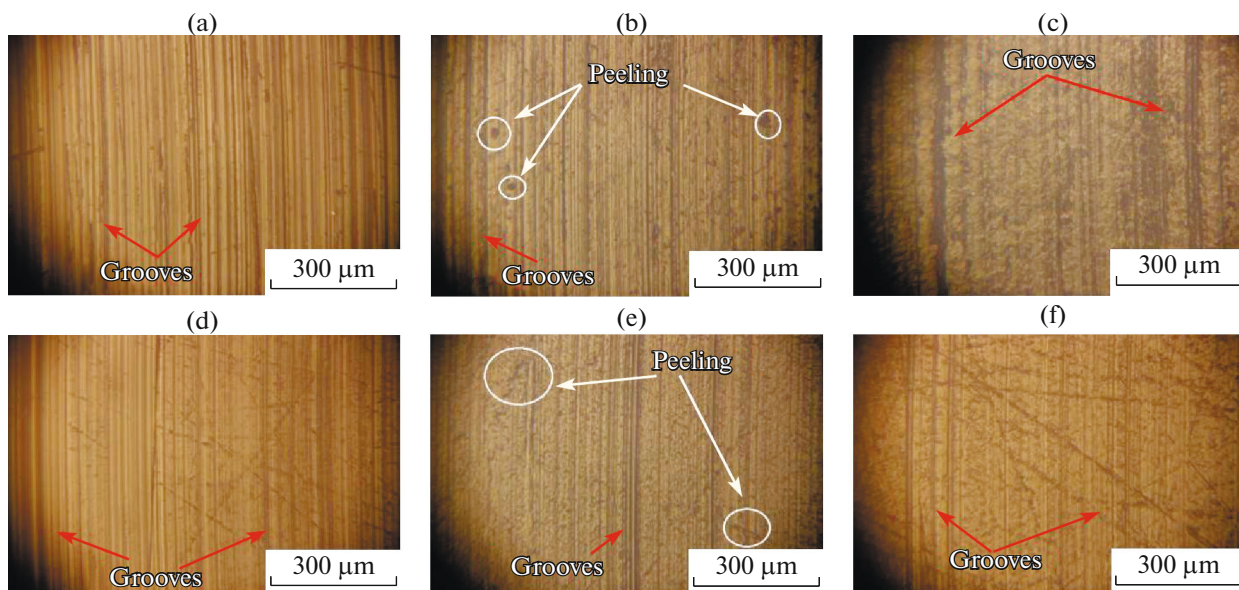 (a)
(b)
(c)
Peeling
Grooves
Grooves
Grooves
300 μm
300 μm
300 μm
(d)
(e)
(f)
Peeling
Grooves
Grooves
Grooves
300 μm
300 μm
300 μm